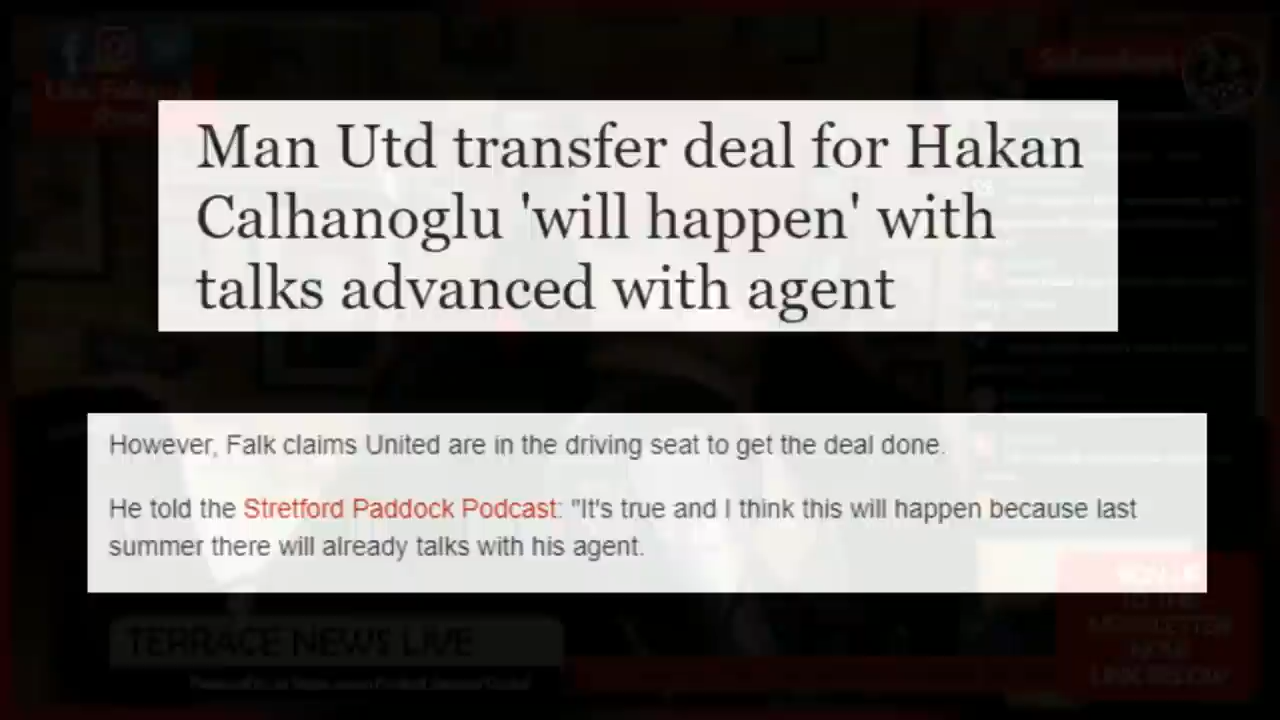 Man Utd transfer deal for Hakan
Calhanoglu 'will happen' with
talks advanced with agent
However, Falk claims United are in the driving seat to get the deal done.
He told the Stretford Paddock Podcast: "It's true and I think this will happen because last
summer there will already talks with his agent.
TERRACE NEWS LIVE